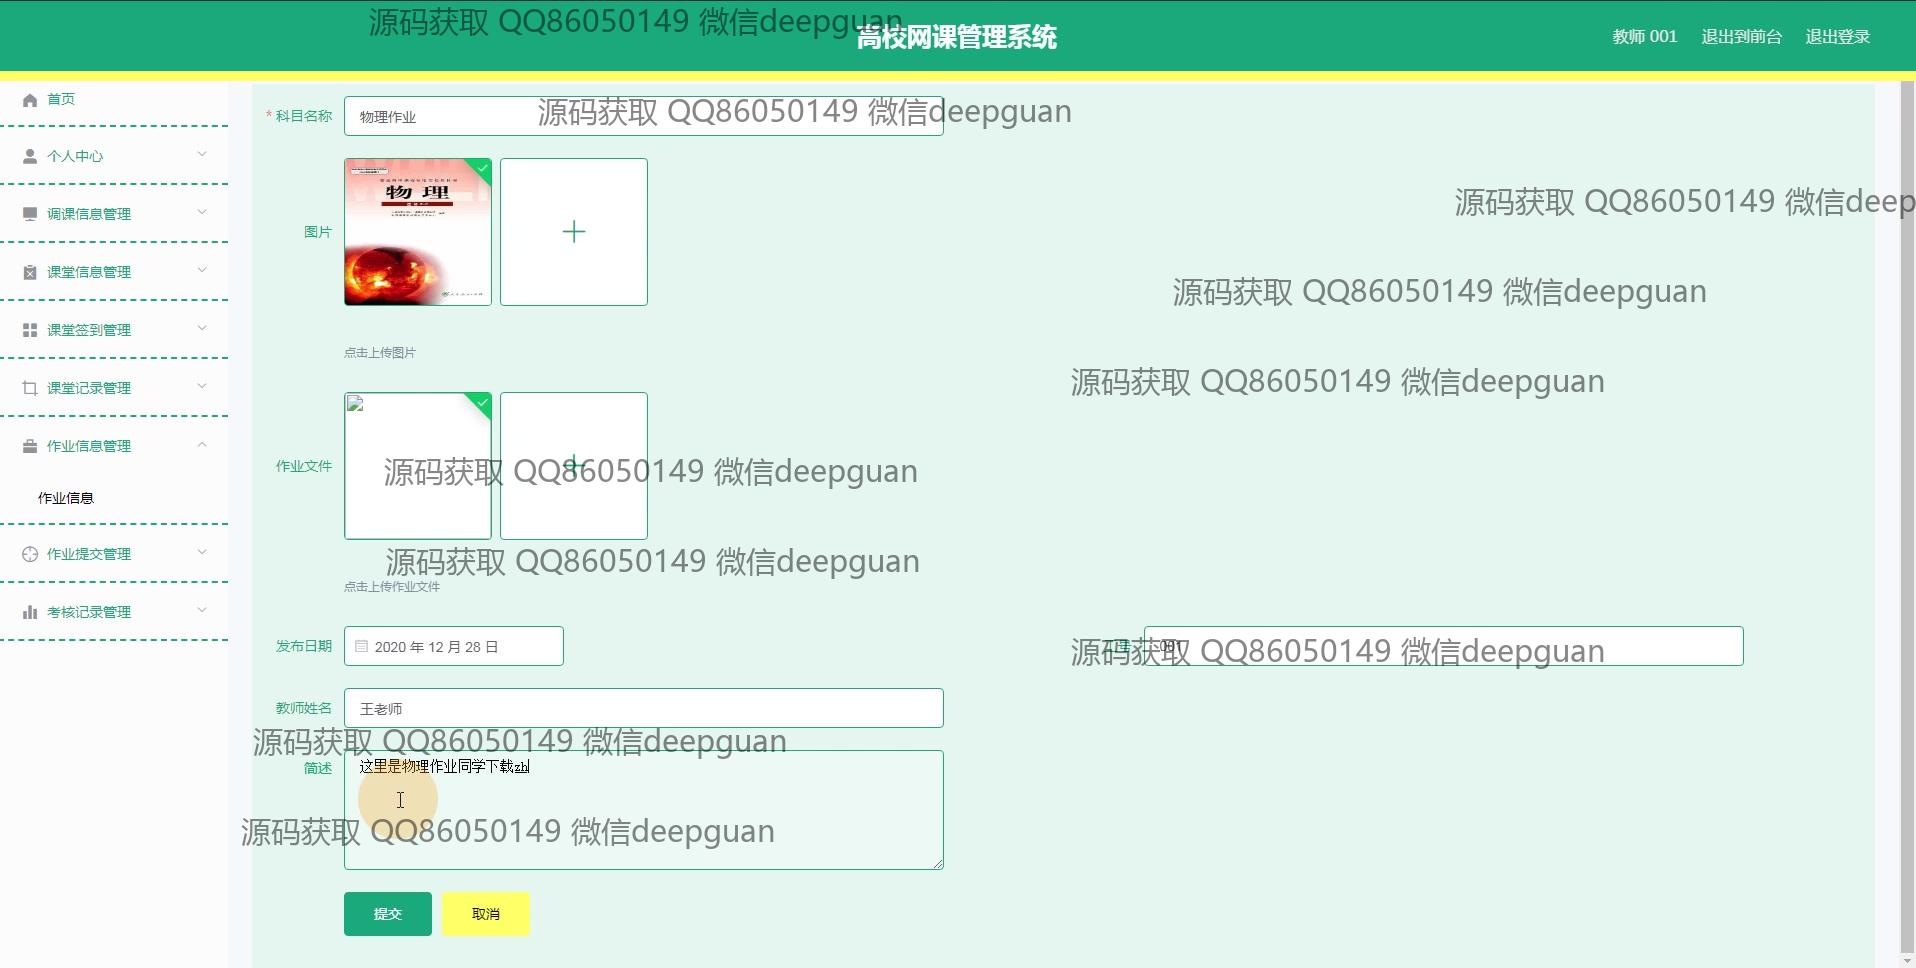 源码获取 QQ86050149 微信deepguan
高校网课管理系统
教师 001 退出到前台 退出登录
首页
个人中心
调课信息管理
课堂信息管理
课堂签到管理
课堂记录管理
作业信息管理
作业信息
作业提交管理
考核记录管理
* 科目名称 物理作业
源码获取 QQ86050149 微信deepguan
图片
物理
源码获取 QQ86050149 微信deep
源码获取 QQ86050149 微信deepguan
点击上传图片
源码获取 QQ86050149 微信deepguan
作业文件
源码获取 QQ86050149 微信deepguan
源码获取 QQ86050149 微信deepguan
点击上传作业文件
发布日期 2020 年 12 月 28 日
001
源码获取 QQ86050149 微信deepguan
教师姓名 王老师
源码获取 QQ86050149 微信deepguan
简述 这里是物理作业同学下载zh
源码获取 QQ86050149 微信deepguan
提交 取消